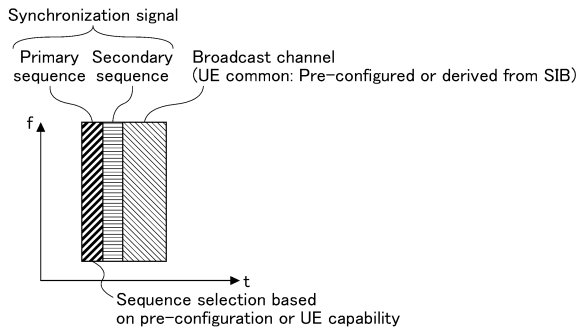 Synchronization signal
Primary sequence
Secondary sequence
Broadcast channel
(UE common: Pre-configured or derived from SIB)
f
t
Sequence selection based
on pre-configuration or UE capability